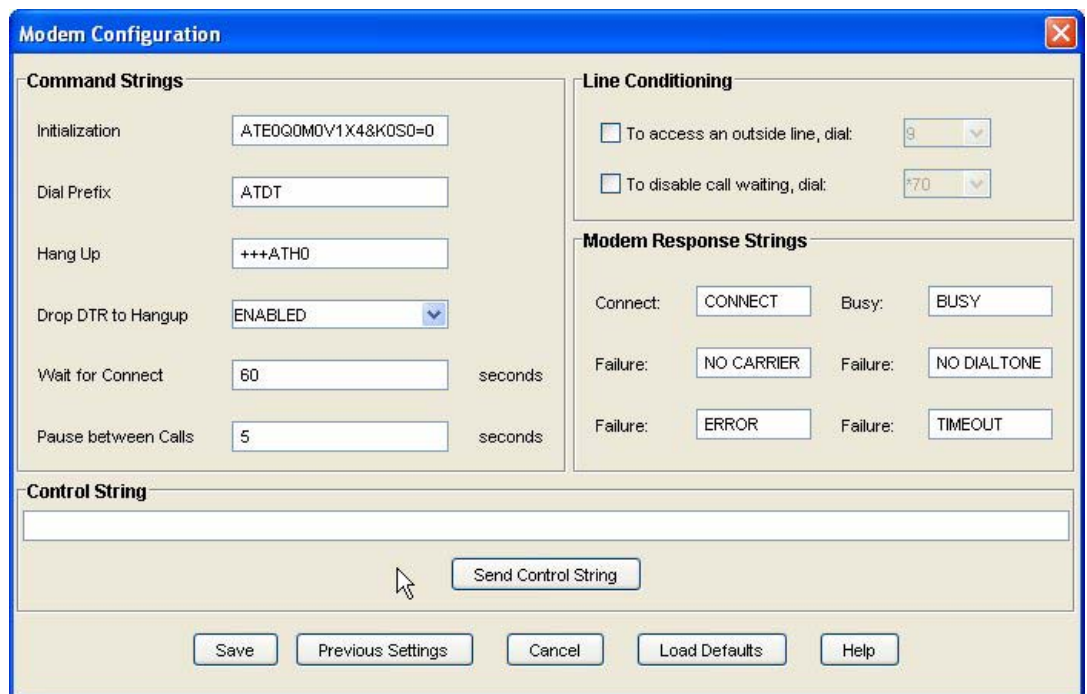 Modem Configuration
Command Strings
Initialization ATE0Q0M0V1X4&K0S0=0
Dial Prefix ATDT
Hang Up +++ATH0
Drop DTR to Hangup ENABLED
Wait for Connect 60 seconds
Pause between Calls 5 seconds
Line Conditioning
To access an outside line, dial: 9
To disable call waiting, dial: *70
Modem Response Strings
Connect: CONNECT Busy: BUSY
Failure: NO CARRIER Failure: NO DIALTONE
Failure: ERROR Failure: TIMEOUT
Control String
Send Control String
Save Previous Settings Cancel Load Defaults Help